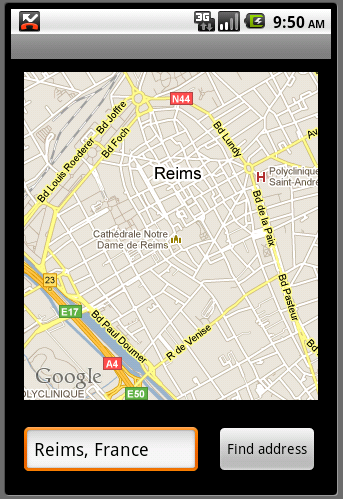 3G
9:50 AM
N44
Bd Joffre
Bd Foch
Bd Lundy
Av
Bd Louis Roederer
Reims
H
Polyclinique
Saint-André
Bd de la Paix
Cathédrale Notre
Dame de Reims
23
Bd Pasteur
E17
Bd Paul Doumer
R de Venise
Bd
A4
Google
POLYCLINIQUE
E50
Reims, France
Find address